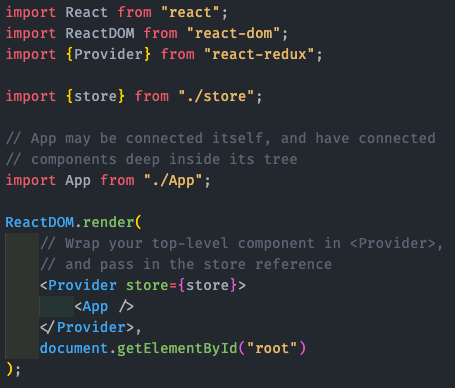 import React from "react";
import ReactDOM from "react-dom";
import {Provider} from "react-redux";

import {store} from "./store";

// App may be connected itself, and have connected
// components deep inside its tree
import App from "./App";

ReactDOM.render(
    // Wrap your top-level component in <Provider>,
    // and pass in the store reference
    <Provider store={store}>
        <App />
    </Provider>,
    document.getElementById("root")
);